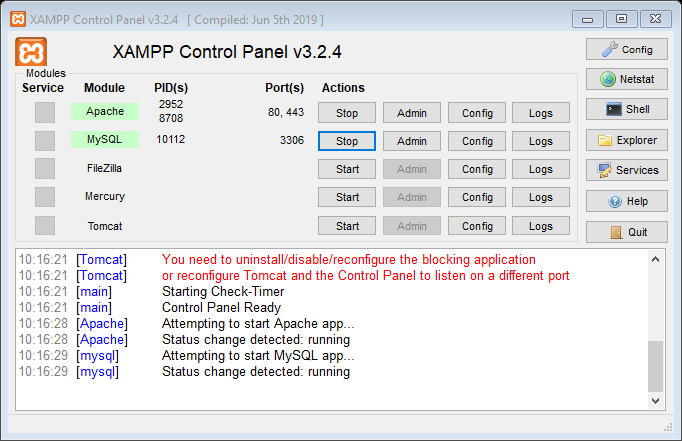 XAMPP Control Panel v3.2.4 [ Compiled: Jun 5th 2019 ]
XAMPP Control Panel v3.2.4
Config
Modules
Service Module PID(s) Port(s) Actions
Netstat
Apache 2952 8708 80, 443 Stop Admin Config Logs
Shell
MySQL 10112 3306 Stop Admin Config Logs
Explorer
FileZilla Start Admin Config Logs
Services
Mercury Start Admin Config Logs
Help
Tomcat Start Admin Config Logs
Quit
10:16:21 [Tomcat] You need to uninstall/disable/reconfigure the blocking application
10:16:21 [Tomcat] or reconfigure Tomcat and the Control Panel to listen on a different port
10:16:21 [main] Starting Check-Timer
10:16:21 [main] Control Panel Ready
10:16:28 [Apache] Attempting to start Apache app...
10:16:28 [Apache] Status change detected: running
10:16:29 [mysql] Attempting to start MySQL app...
10:16:29 [mysql] Status change detected: running